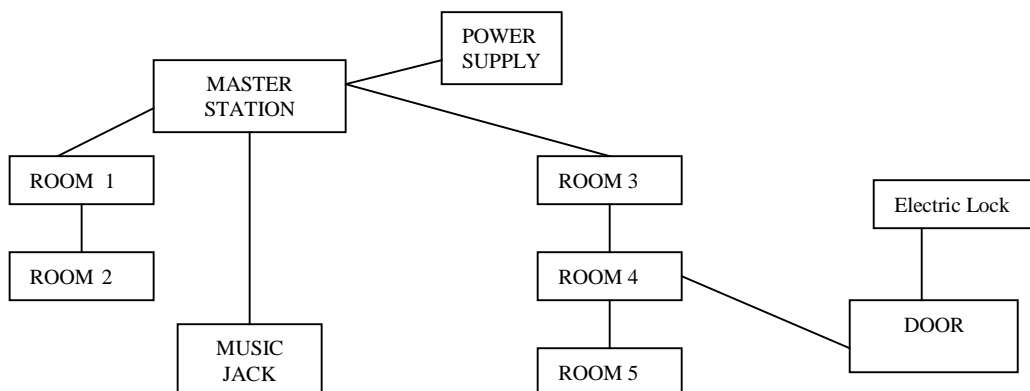 POWER
SUPPLY
MASTER
STATION
ROOM 1
ROOM 3
Electric Lock
ROOM 2
ROOM 4
DOOR
MUSIC
JACK
ROOM 5